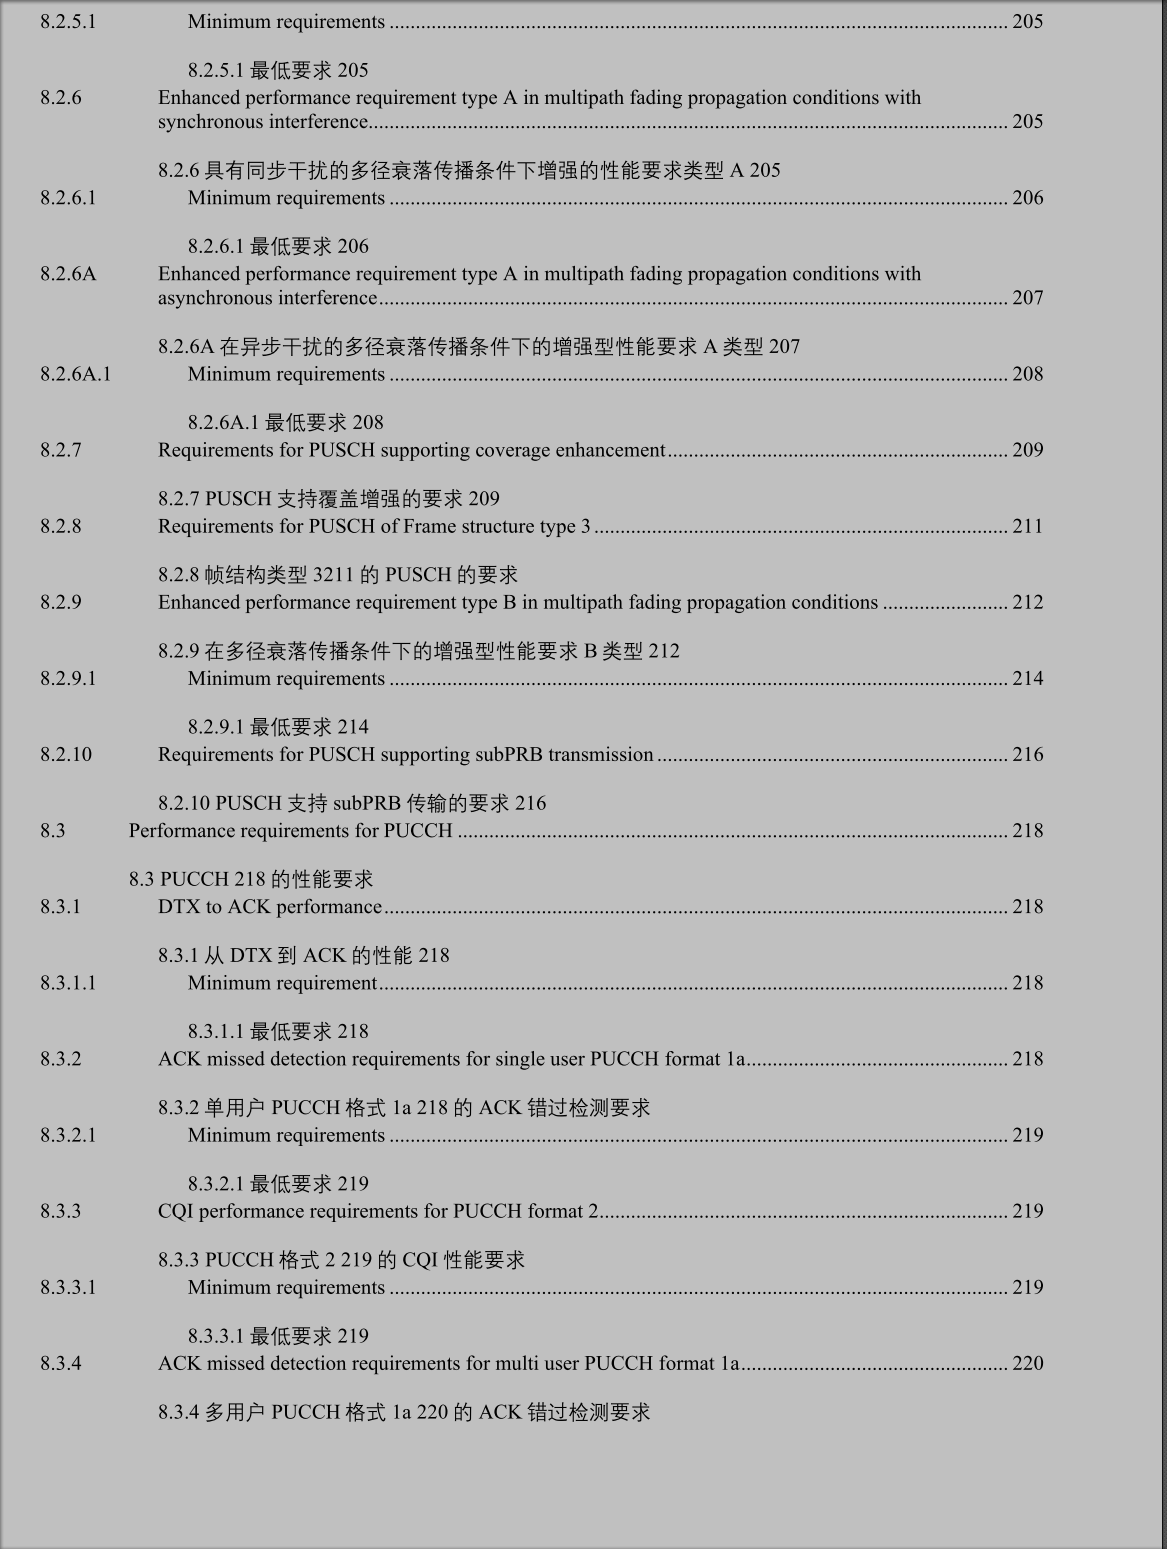 8.2.5.1 Minimum requirements ........................................................ 205
8.2.5.1 最低要求 205
8.2.6 Enhanced performance requirement type A in multipath fading propagation conditions with
synchronous interference ........................................................ 205
8.2.6 具有同步干扰的多径衰落传播条件下增强的性能要求类型 A 205
8.2.6.1 Minimum requirements ........................................................ 206
8.2.6.1 最低要求 206
8.2.6A Enhanced performance requirement type A in multipath fading propagation conditions with
asynchronous interference ........................................................ 207
8.2.6A 在异步干扰的多径衰落传播条件下的增强型性能要求 A 类型 207
8.2.6A.1 Minimum requirements ........................................................ 208
8.2.6A.1 最低要求 208
8.2.7 Requirements for PUSCH supporting coverage enhancement ........................................................ 209
8.2.7 PUSCH 支持覆盖增强的要求 209
8.2.8 Requirements for PUSCH of Frame structure type 3 ........................................................ 211
8.2.8 帧结构类型 3211 的 PUSCH 的要求
8.2.9 Enhanced performance requirement type B in multipath fading propagation conditions ........................ 212
8.2.9 在多径衰落传播条件下的增强型性能要求 B 类型 212
8.2.9.1 Minimum requirements ........................................................ 214
8.2.9.1 最低要求 214
8.2.10 Requirements for PUSCH supporting subPRB transmission ........................................................ 216
8.2.10 PUSCH 支持 subPRB 传输的要求 216
8.3 Performance requirements for PUCCH ........................................................ 218
8.3 PUCCH 218 的性能要求
8.3.1 DTX to ACK performance ........................................................ 218
8.3.1 从 DTX 到 ACK 的性能 218
8.3.1.1 Minimum requirement ........................................................ 218
8.3.1.1 最低要求 218
8.3.2 ACK missed detection requirements for single user PUCCH format 1a ........................................................ 218
8.3.2 单用户 PUCCH 格式 1a 218 的 ACK 错过检测要求
8.3.2.1 Minimum requirements ........................................................ 219
8.3.2.1 最低要求 219
8.3.3 CQI performance requirements for PUCCH format 2 ........................................................ 219
8.3.3 PUCCH 格式 2 219 的 CQI 性能要求
8.3.3.1 Minimum requirements ........................................................ 219
8.3.3.1 最低要求 219
8.3.4 ACK missed detection requirements for multi user PUCCH format 1a ........................................................ 220
8.3.4 多用户 PUCCH 格式 1a 220 的 ACK 错过检测要求